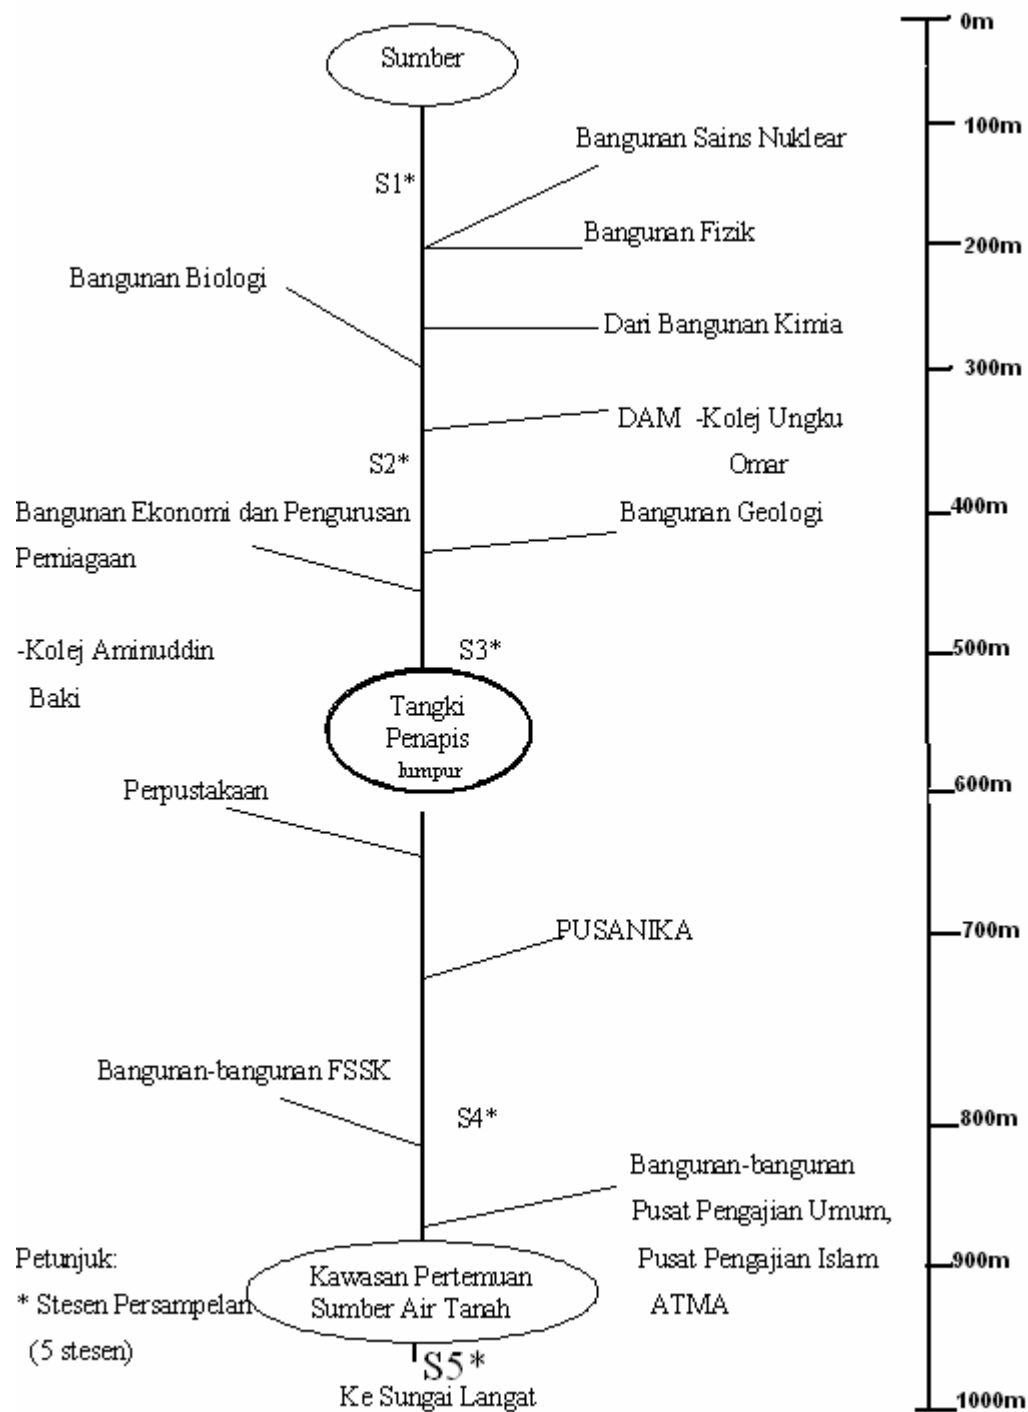 0m
Sumber
100m
Bangunan Sains Nuklear
S1*
Bangunan Fizik
200m
Bangunan Biologi
Dari Bangunan Kimia
300m
DAM -Kolej Ungku
Omar
S2*
400m
Bangunan Ekonomi dan Pengurusan
Perniagaan
Bangunan Geologi
-Kolej Aminuddin
Baki
S3*
500m
Tangki
Penapis
lumpur
600m
Perpustakaan
700m
PUSANIKA
Bangunan-bangunan FSSK
S4*
800m
Bangunan-bangunan
Pusat Pengajian Umum,
Pusat Pengajian Islam
ATMA
900m
Petunjuk:
* Stesen Persampelan
(5 stesen)
Kawasan Pertemuan
Sumber Air Tanah
S5*
Ke Sungai Langat
1000m